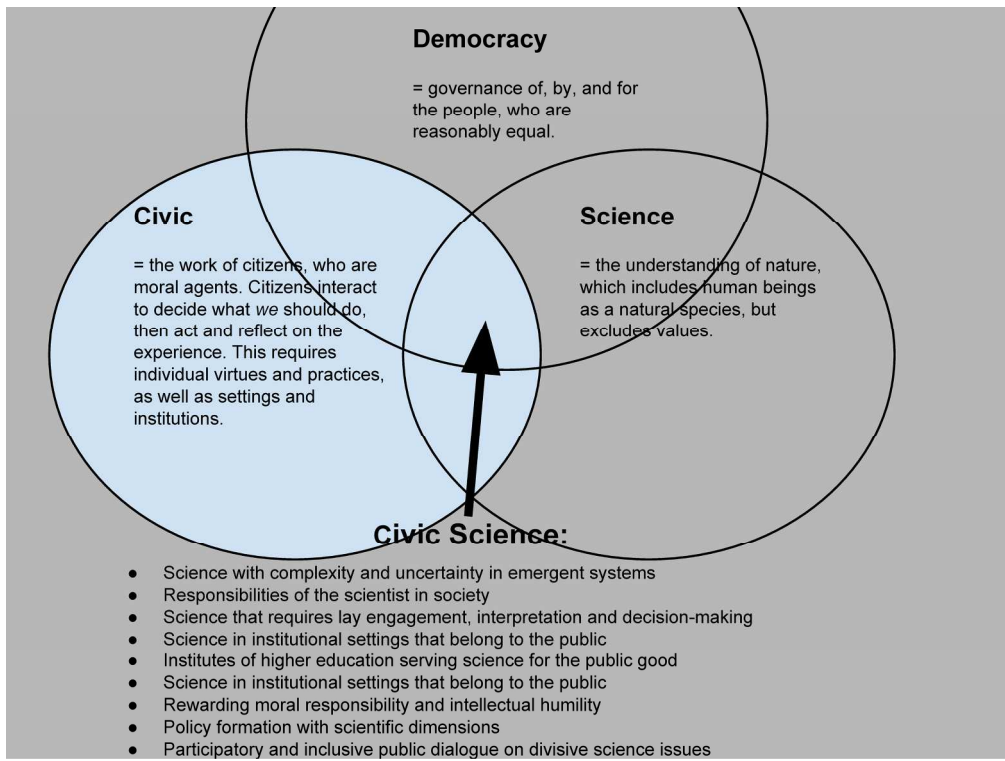 Democracy
= governance of, by, and for
the people, who are
reasonably equal.
Civic
= the work of citizens, who are
moral agents. Citizens interact
to decide what we should do,
then act and reflect on the
experience. This requires
individual virtues and practices,
as well as settings and
institutions.
Science
= the understanding of nature,
which includes human beings
as a natural species, but
excludes values.
Civic Science:
● Science with complexity and uncertainty in emergent systems
● Responsibilities of the scientist in society
● Science that requires lay engagement, interpretation and decision-making
● Science in institutional settings that belong to the public
● Institutes of higher education serving science for the public good
● Science in institutional settings that belong to the public
● Rewarding moral responsibility and intellectual humility
● Policy formation with scientific dimensions
● Participatory and inclusive public dialogue on divisive science issues